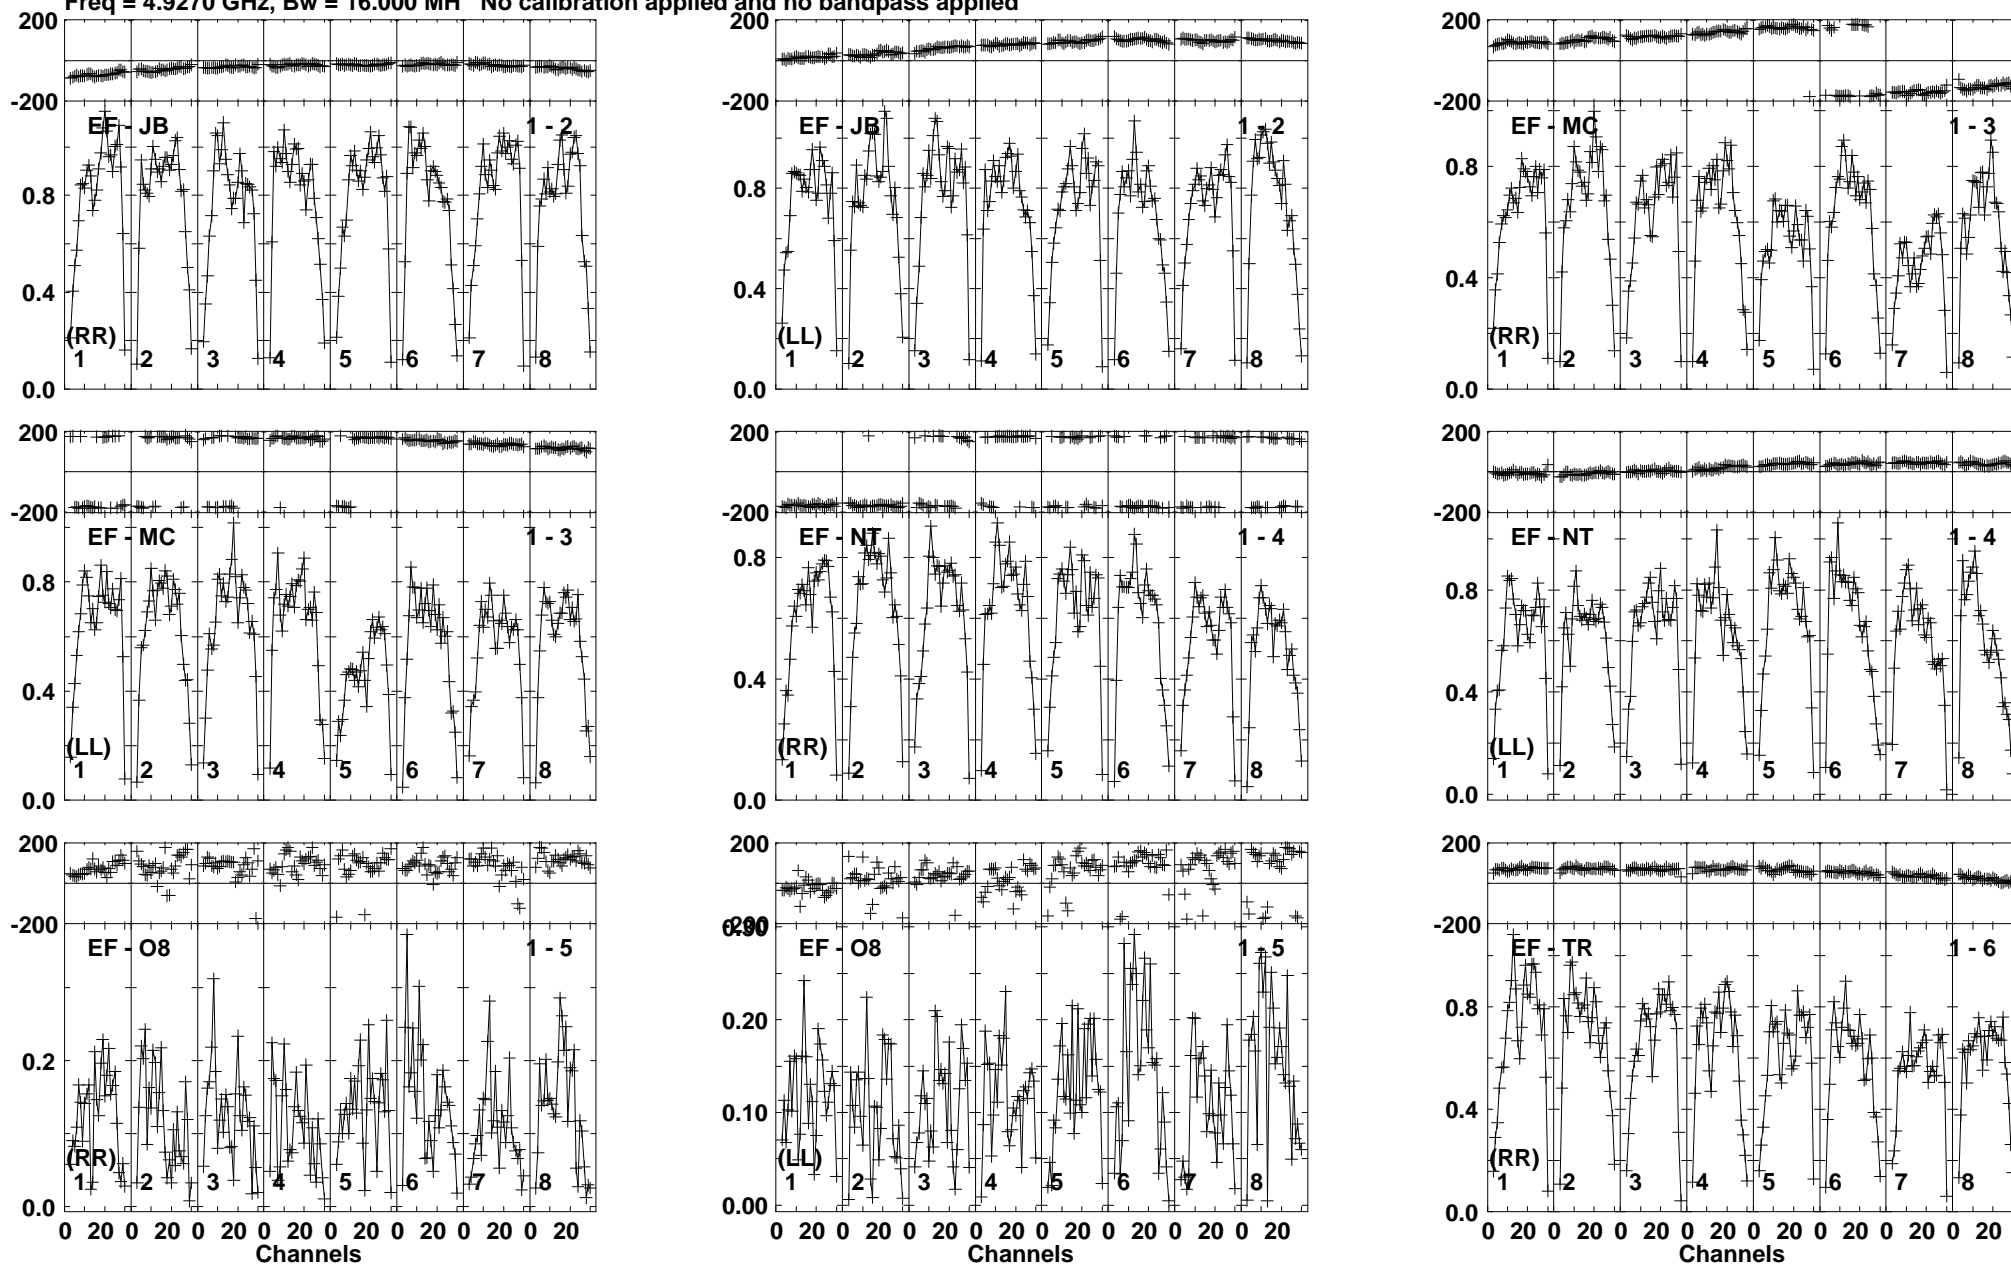 Freq = 4.9270 GHz, Bw = 16.000 MH No calibration applied and no bandpass applied
200 200 200
-200 -200 -200
EF - JB 1 - 2 EF - JB 1 - 2 EF - MC 1 - 3
0.8 0.8 0.8
0.4 0.4 0.4
(RR) (LL) (RR)
1 2 3 4 5 6 7 8 1 2 3 4 5 6 7 8 1 2 3 4 5 6 7 8
0.0 0.0 0.0
200 200 200
-200 -200 -200
EF - MC 1 - 3 EF - NT 1 - 4 EF - NT 1 - 4
0.8 0.8 0.8
0.4 0.4 0.4
(LL) (RR) (LL)
1 2 3 4 5 6 7 8 1 2 3 4 5 6 7 8 1 2 3 4 5 6 7 8
0.0 0.0 0.0
200 200 200
-200 -200 -200
0.30
EF - O8 1 - 5 EF - O8 1 - 5 EF - TR 1 - 6
0.20 0.8
0.2
0.10 0.4
(RR) (LL) (RR)
1 2 3 4 5 6 7 8 1 2 3 4 5 6 7 8 1 2 3 4 5 6 7 8
0.0 0.00 0.0
0 20 0 20 0 20 0 20 0 20 0 20 0 20 0 20 0 20 0 20 0 20 0 20 0 20 0 20 0 20 0 20 0 20 0 20 0 20 0 20 0 20 0 20 0 20 0 20
Channels Channels Channels